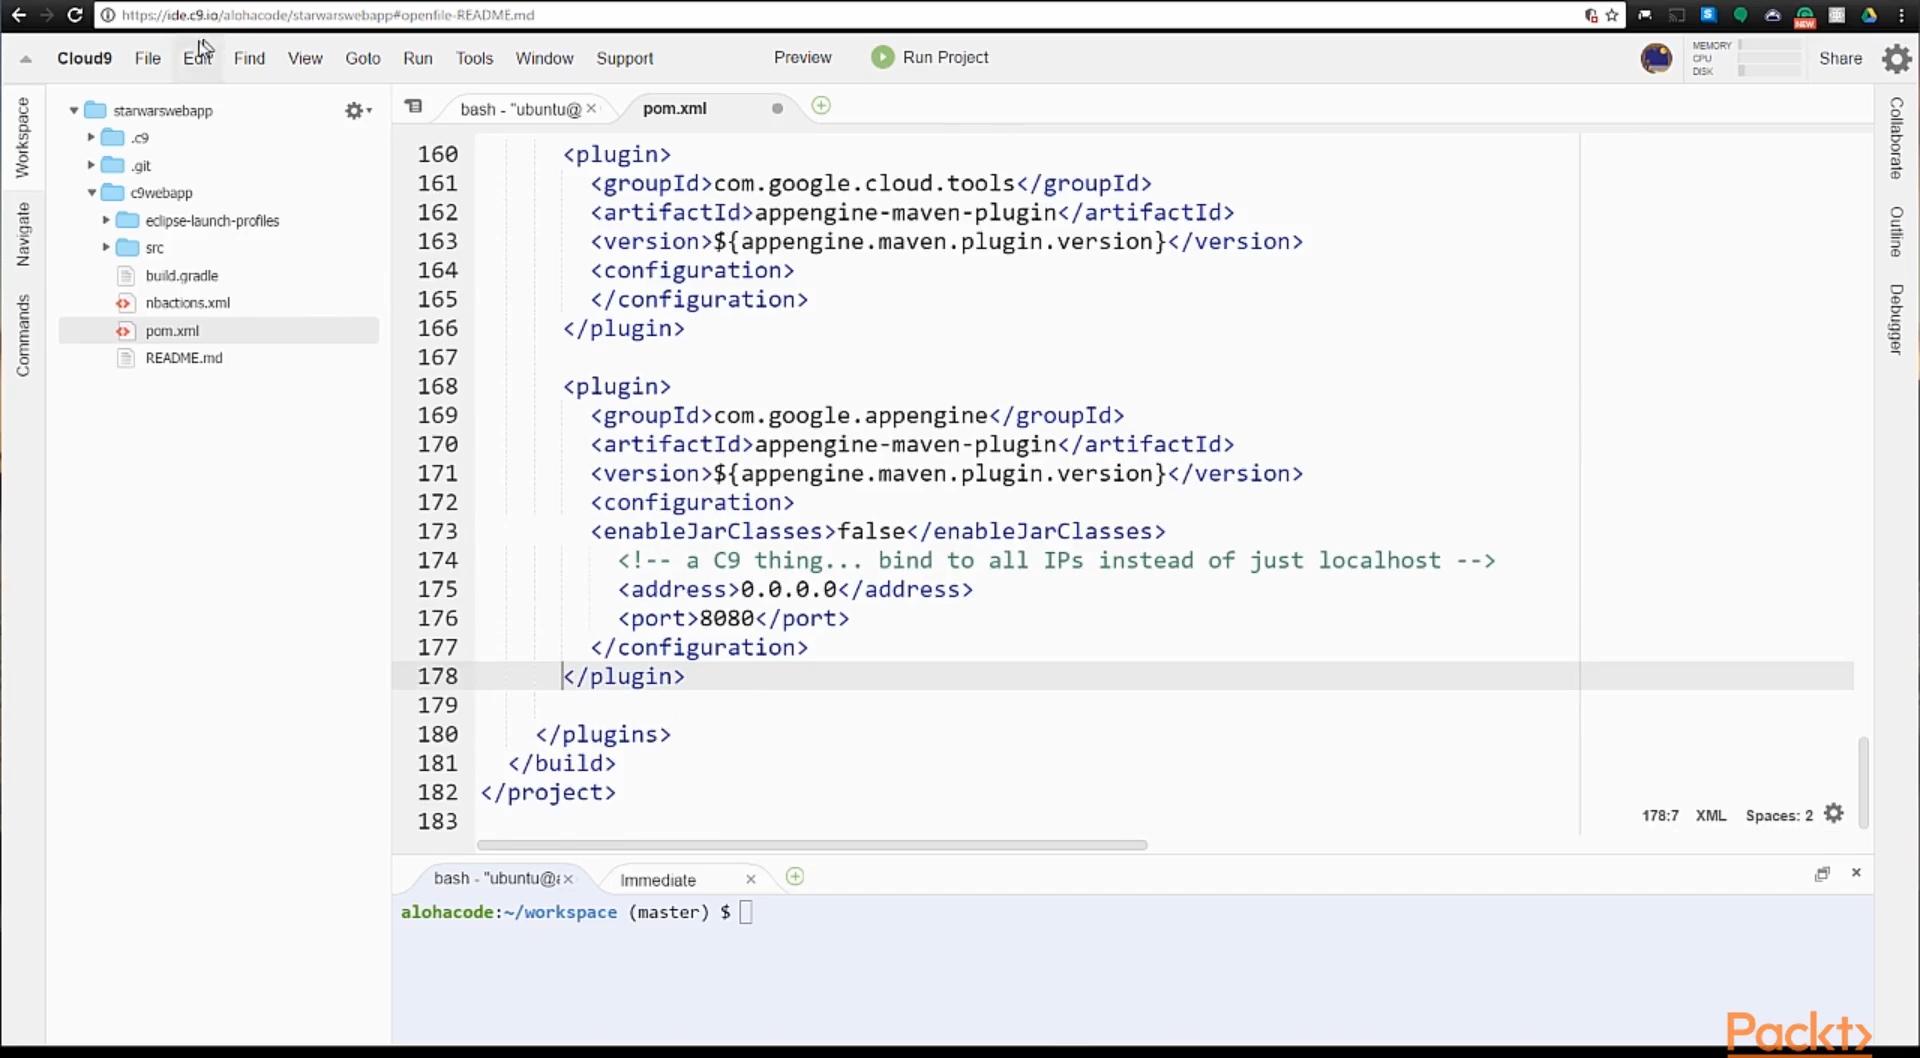 https://ide.c9.io/alohacode/starwarswebapp#openfile-README.md
NEW
Cloud9 File Edit Find View Goto Run Tools Window Support Preview Run Project MEMORY CPU DISK Share
Workspace
Navigate
Commands
starwarswebapp
.c9
.git
c9webapp
eclipse-launch-profiles
src
build.gradle
nbactions.xml
pom.xml
README.md
bash - "ubuntu@ × pom.xml
160 <plugin>
161 <groupId>com.google.cloud.tools</groupId>
162 <artifactId>appengine-maven-plugin</artifactId>
163 <version>${appengine.maven.plugin.version}</version>
164 <configuration>
165 </configuration>
166 </plugin>
167
168 <plugin>
169 <groupId>com.google.appengine</groupId>
170 <artifactId>appengine-maven-plugin</artifactId>
171 <version>${appengine.maven.plugin.version}</version>
172 <configuration>
173 <enableJarClasses>false</enableJarClasses>
174 <!-- a C9 thing... bind to all IPs instead of just localhost -->
175 <address>0.0.0.0</address>
176 <port>8080</port>
177 </configuration>
178 </plugin>
179
180 </plugins>
181 </build>
182 </project>
183
178:7 XML Spaces: 2
Collaborate
Outline
Debugger
bash - "ubuntu@a × Immediate ×
alohacode:~/workspace (master) $
Packt>